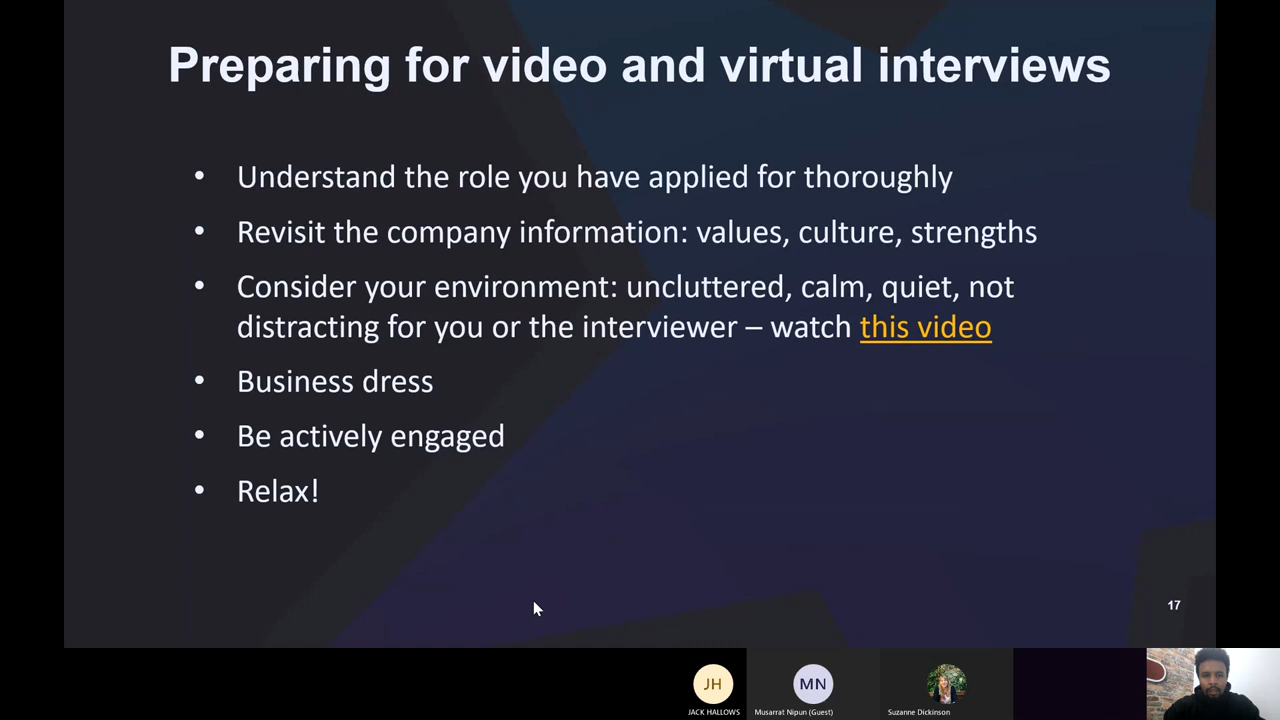 Preparing for video and virtual interviews
• Understand the role you have applied for thoroughly
• Revisit the company information: values, culture, strengths
• Consider your environment: uncluttered, calm, quiet, not
distracting for you or the interviewer – watch this video
• Business dress
• Be actively engaged
• Relax!
17
JH
MN
JACK HALLOWS
Musarrat Nipun (Guest)
Suzanne Dickinson